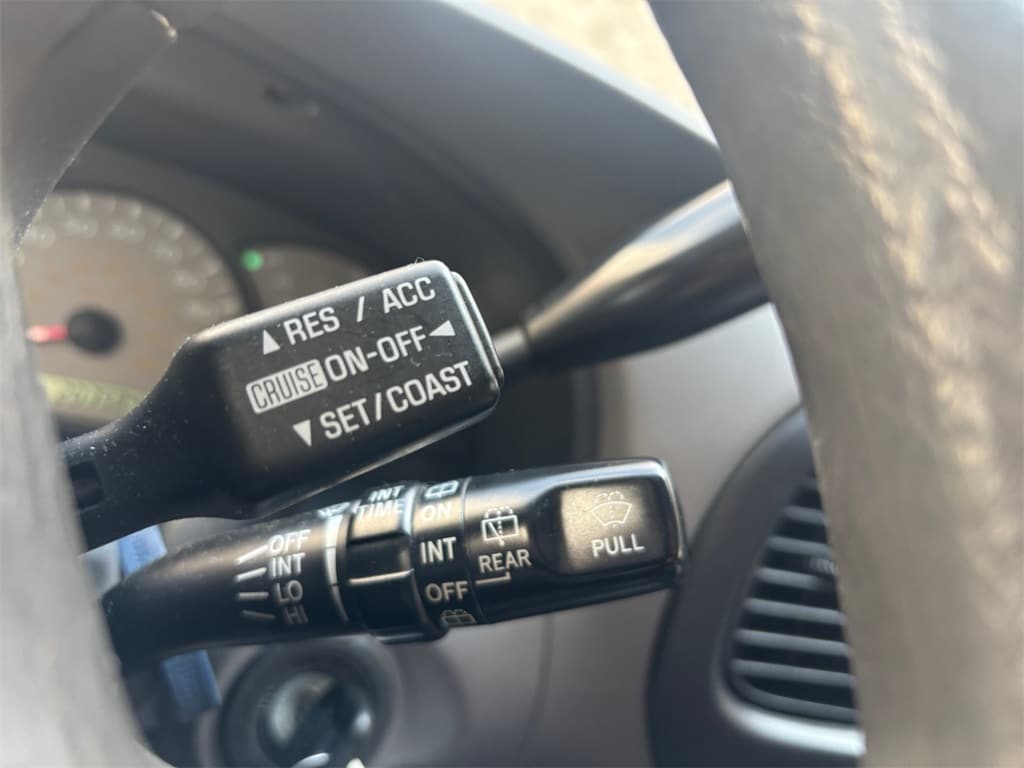 ▲ RES / ACC
CRUISE ON-OFF ◀
▼ SET/COAST
INT
TIME
OFF
INT
LO
HI
ON
INT
OFF
REAR
PULL